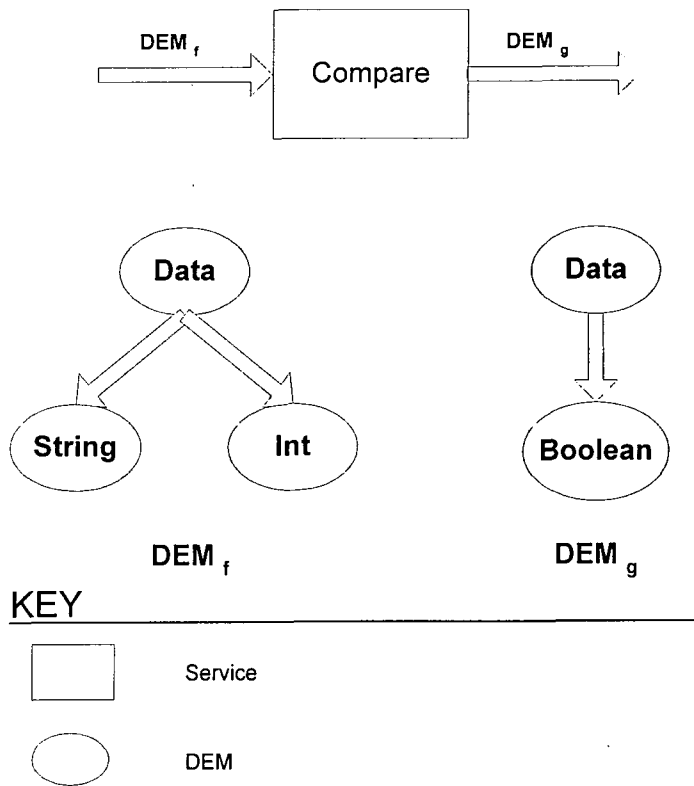 DEM f
DEM g
Compare
Data
Data
String
Int
Boolean
DEM f
DEM g
KEY
Service
DEM